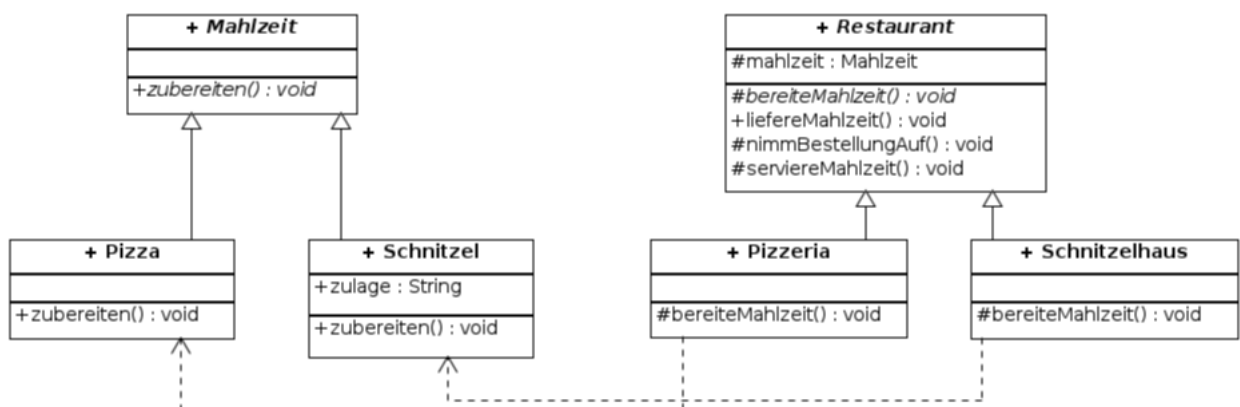 + Mahlzeit
+zubereiten() : void
+ Restaurant
#mahlzeit : Mahlzeit
#bereiteMahlzeit() : void
+liefereMahlzeit() : void
#nimmBestellungAuf() : void
#serviereMahlzeit() : void
+ Pizza
+zubereiten() : void
+ Schnitzel
+zulage : String
+zubereiten() : void
+ Pizzeria
#bereiteMahlzeit() : void
+ Schnitzelhaus
#bereiteMahlzeit() : void